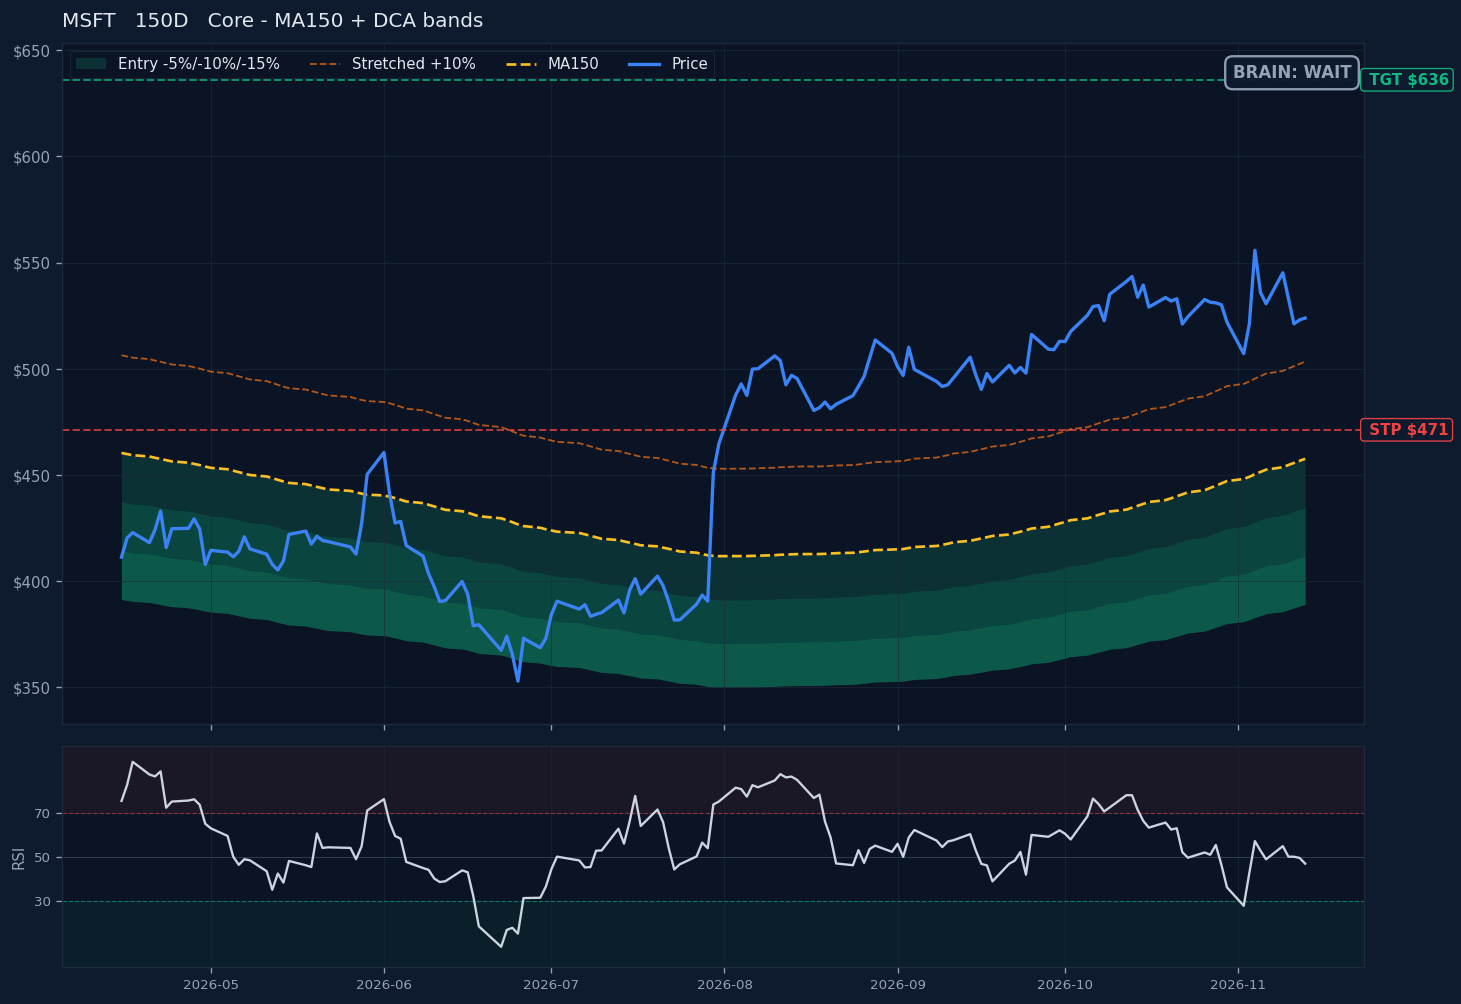 MSFT   150D   Core - MA150 + DCA bands
Entry -5%/-10%/-15%   Stretched +10%   MA150   Price
BRAIN: WAIT
TGT $636
$650
$600
$550
$500
STP $471
$450
$400
$350
RSI
70
50
30
2026-05   2026-06   2026-07   2026-08   2026-09   2026-10   2026-11